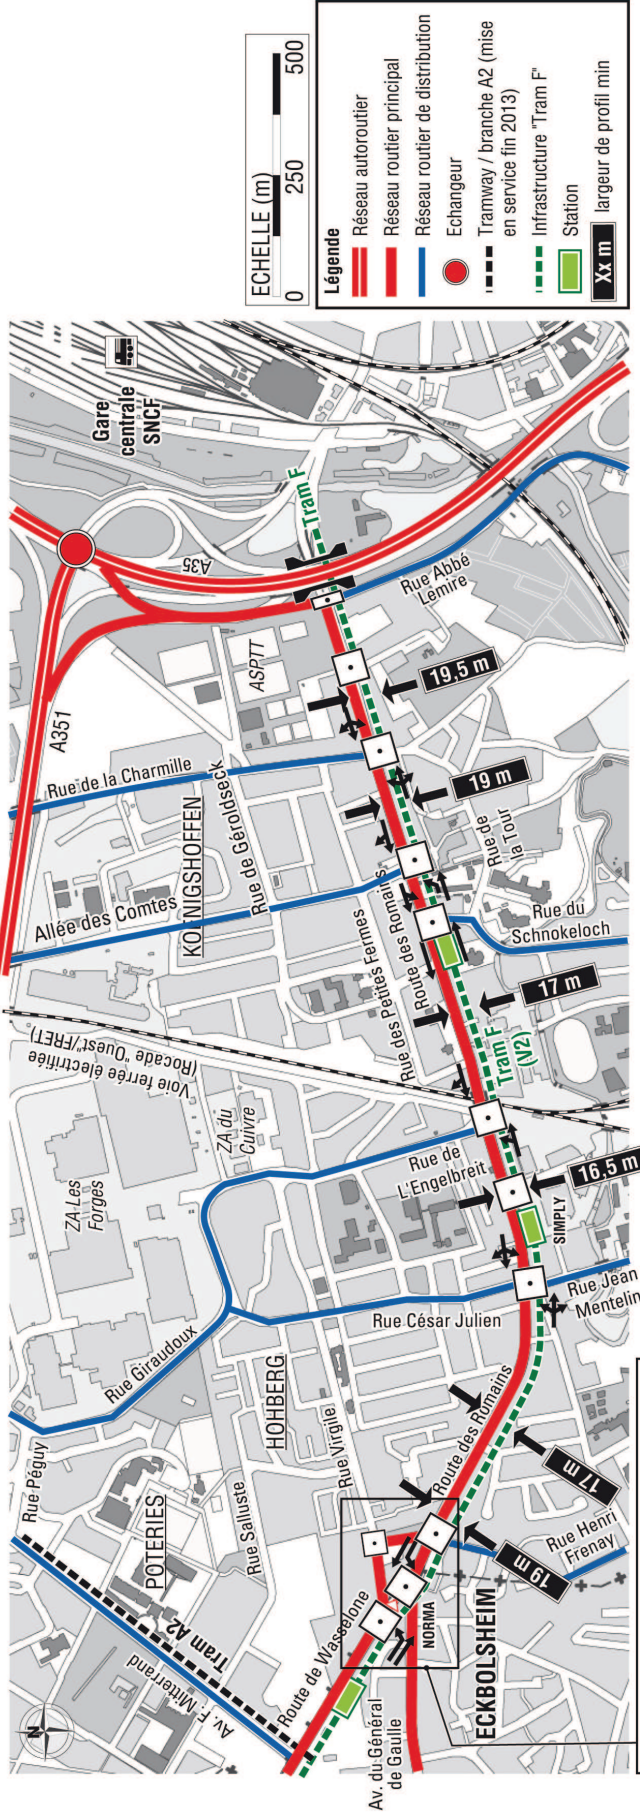 ECHELLE (m)
0 250 500
Légende
Réseau autoroutier
Réseau routier principal
Réseau routier de distribution
Echangeur
Tramway / branche A2 (mise
en service fin 2013)
Infrastructure "Tram F"
Station
Xx m
largeur de profil min
N
Rue Péguy
Av. F. Mitterrand
Tram A2
POTERIES
Rue Giraudoux
Rue Salluste
HOHBERG
Rue Virgile
Route de Wasselone
Av. du Général
de Gaulle
NORMA
ECKBOLSHEIM
19 m
Rue Henri
Frenay
17 m
Route des Romains
Rue César Julien
Rue Jean
Mentelin
SIMPLY
16,5 m
Rue de
L'Engelbreit
ZA Les
Forges
ZA du
Cuivre
Voie ferrée électrifiée
(Rocade "Ouest"/FRET)
Tram F
(V2)
17 m
Rue des Petites Fermes
Route des Romains
Rue du
Schnokeloch
Rue de
la Tour
Allée des Comtes
KOENIGSHOFFEN
Rue de Géroldseck
Rue de la Charmille
19 m
19,5 m
A351
ASPTT
A35
Rue Abbé
Lemire
Tram F
Gare
centrale
SNCF